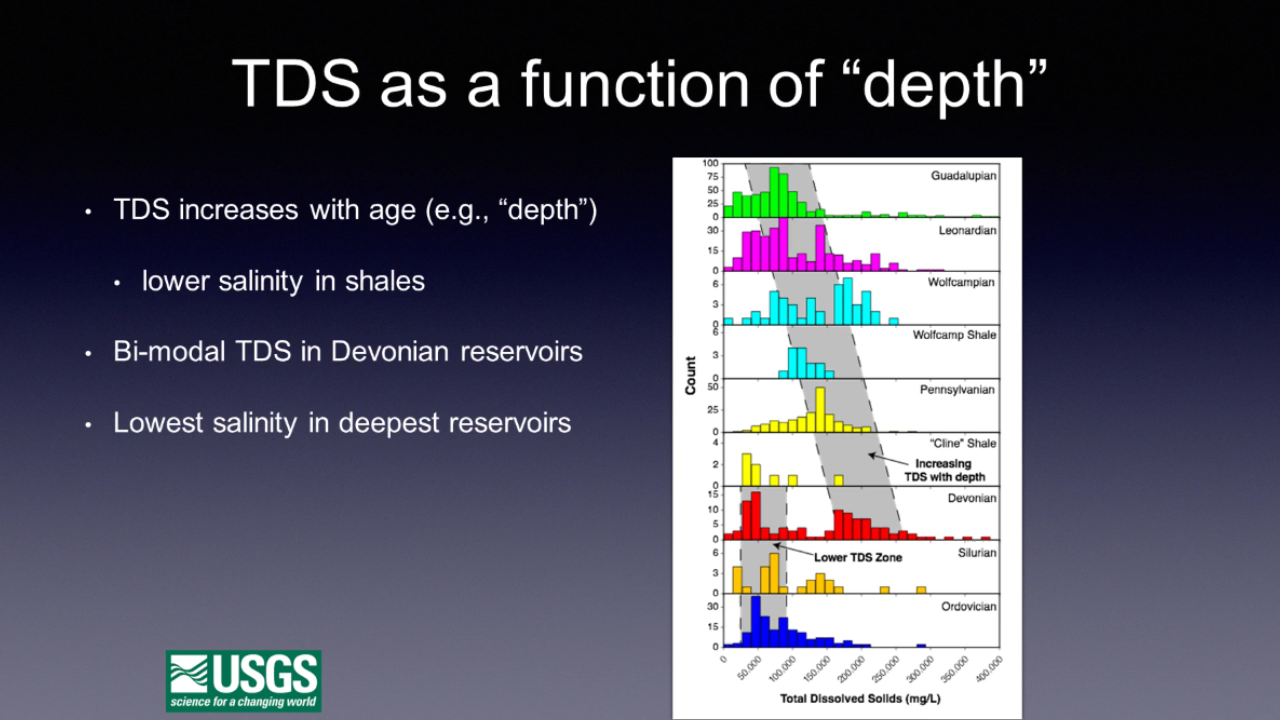 TDS as a function of “depth”
• TDS increases with age (e.g., “depth”)
• lower salinity in shales
• Bi-modal TDS in Devonian reservoirs
• Lowest salinity in deepest reservoirs
USGS
science for a changing world
Count
100
75
50
25
0
Guadalupian
30
15
0
Leonardian
6
3
0
Wolfcampian
6
3
0
Wolfcamp Shale
50
25
0
Pennsylvanian
4
2
0
“Cline” Shale
Increasing
TDS with depth
15
10
5
0
Devonian
6
3
0
Lower TDS Zone
Silurian
30
15
0
Ordovician
0 50,000 100,000 150,000 200,000 250,000 300,000 350,000 400,000
Total Dissolved Solids (mg/L)